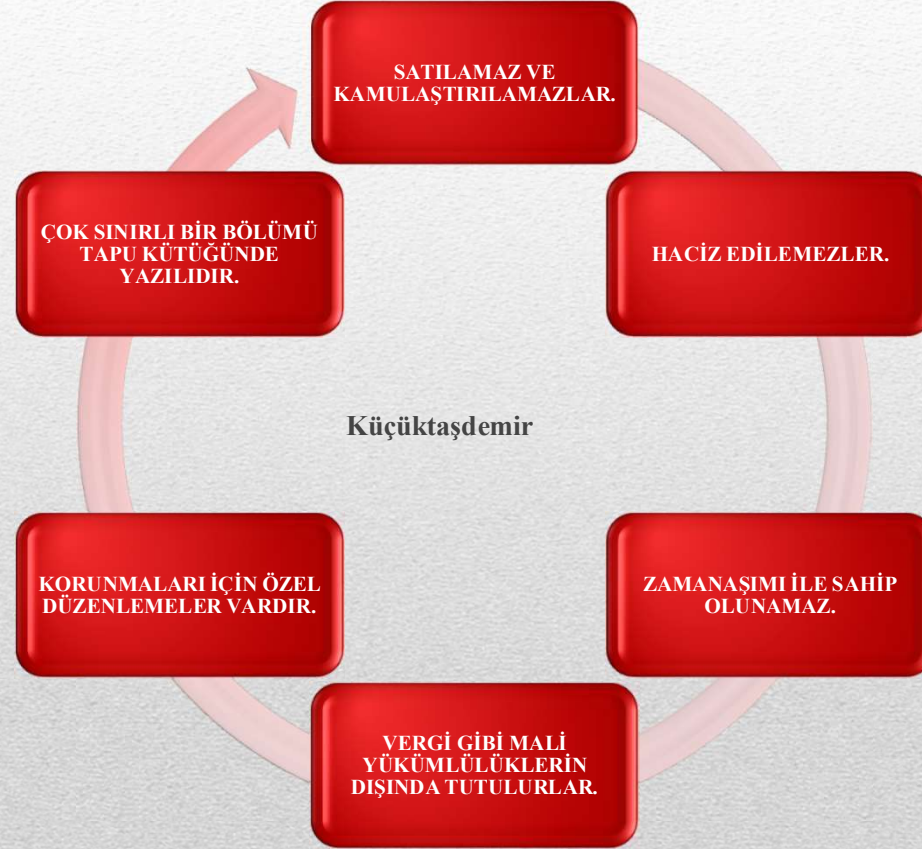 SATILAMAZ VE
KAMULAŞTIRILAMAZLAR.
HACİZ EDİLEMEZLER.
ZAMANAŞIMI İLE SAHİP
OLUNAMAZ.
VERGİ GİBİ MALİ
YÜKÜMLÜLÜKLERİN
DIŞINDA TUTULURLAR.
KORUNMALARI İÇİN ÖZEL
DÜZENLEMELER VARDIR.
ÇOK SINIRLI BİR BÖLÜMÜ
TAPU KÜTÜĞÜNDE
YAZILIDIR.
Küçüktaşdemir